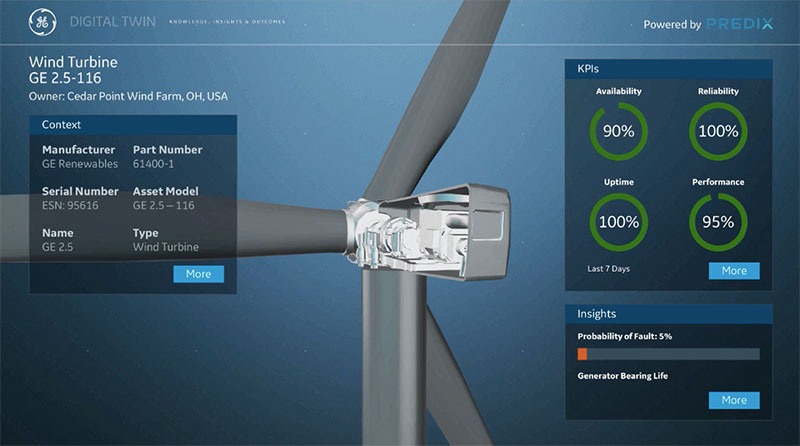 DIGITAL TWIN KNOWLEDGE, INSIGHTS & OUTCOMES
Powered by PREDIX
Wind Turbine
GE 2.5-116
Owner: Cedar Point Wind Farm, OH, USA
Context
Manufacturer Part Number
GE Renewables 61400-1
Serial Number Asset Model
ESN: 95616 GE 2.5 – 116
Name Type
GE 2.5 Wind Turbine
More
KPIs
Availability Reliability
90% 100%
Uptime Performance
100% 95%
Last 7 Days More
Insights
Probability of Fault: 5%
Generator Bearing Life
More